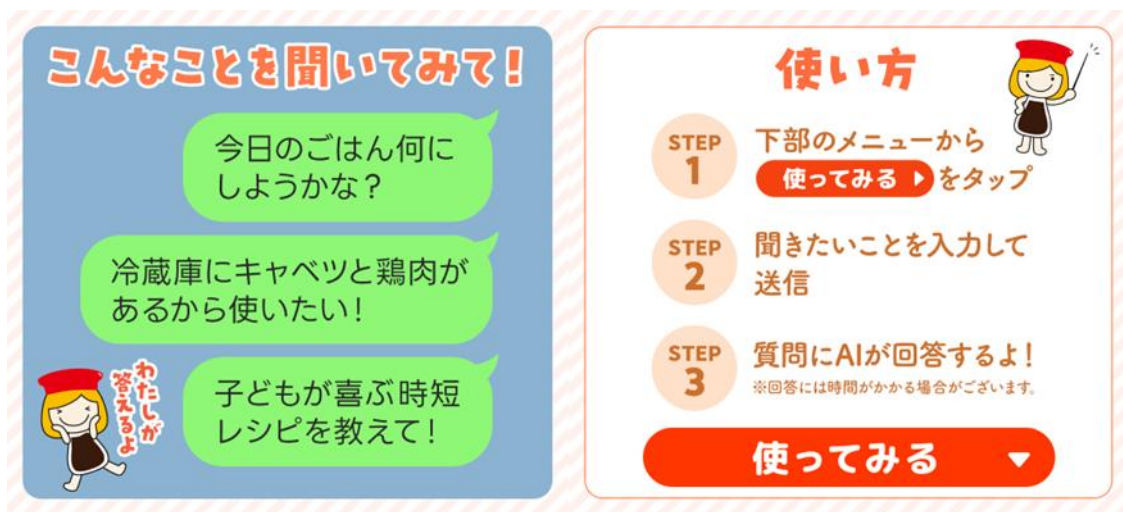 こんなことを聞いてみて!
今日のごはん何に
しようかな?
冷蔵庫にキャベツと鶏肉が
あるから使いたい!
子どもが喜ぶ時短
レシピを教えて!
わたしが
答えるよ
使い方
STEP
1
下部のメニューから
使ってみる
をタップ
STEP
2
聞きたいことを入力して
送信
STEP
3
質問にAIが回答するよ!
※回答には時間がかかる場合がございます。
使ってみる